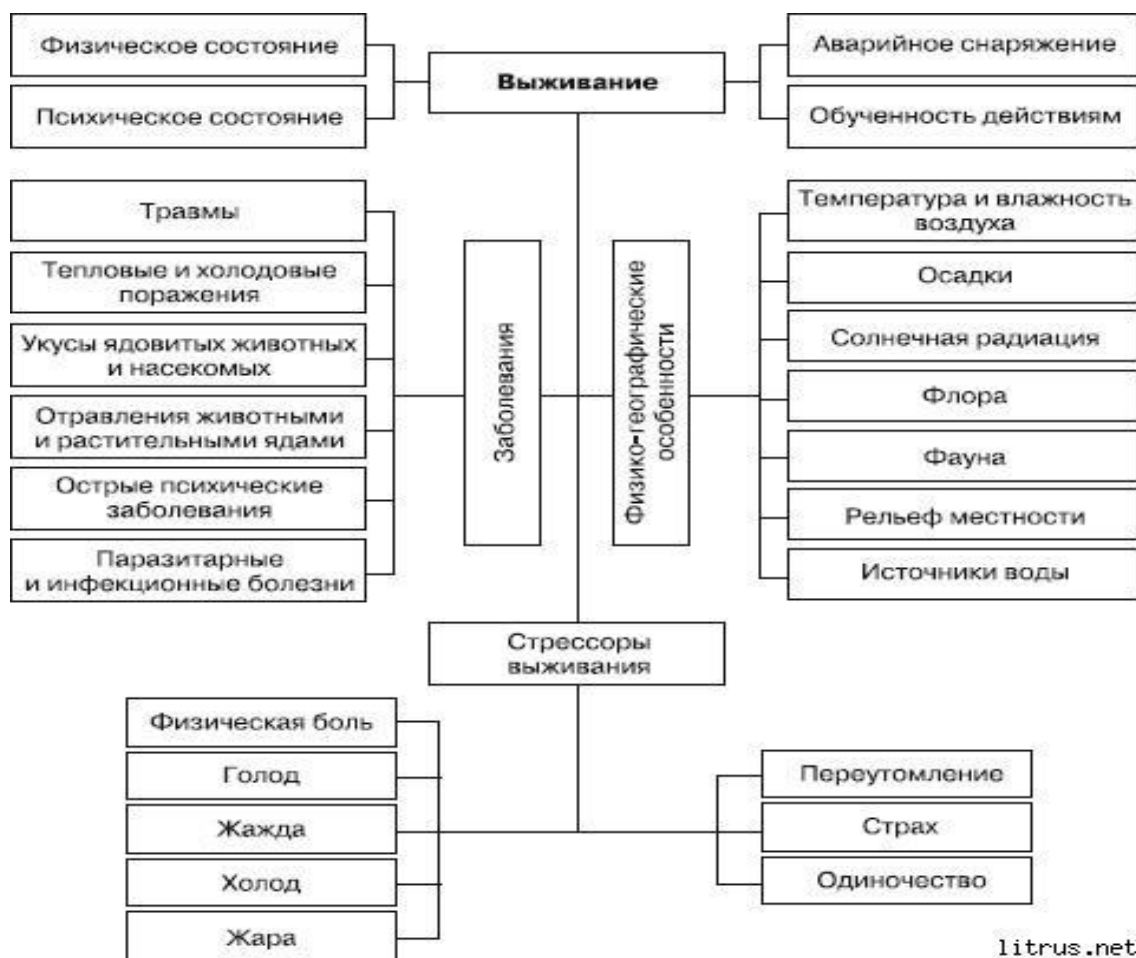 Физическое состояние
Психическое состояние
Выживание
Аварийное снаряжение
Обученность действиям
Травмы
Тепловые и холодовые
поражения
Укусы ядовитых животных
и насекомых
Отравления животными
и растительными ядами
Острые психические
заболевания
Паразитарные
и инфекционные болезни
Заболевания
Физико-географические
особенности
Температура и влажность
воздуха
Осадки
Солнечная радиация
Флора
Фауна
Рельеф местности
Источники воды
Стрессоры
выживания
Физическая боль
Голод
Жажда
Холод
Жара
Переутомление
Страх
Одиночество
litrus.net